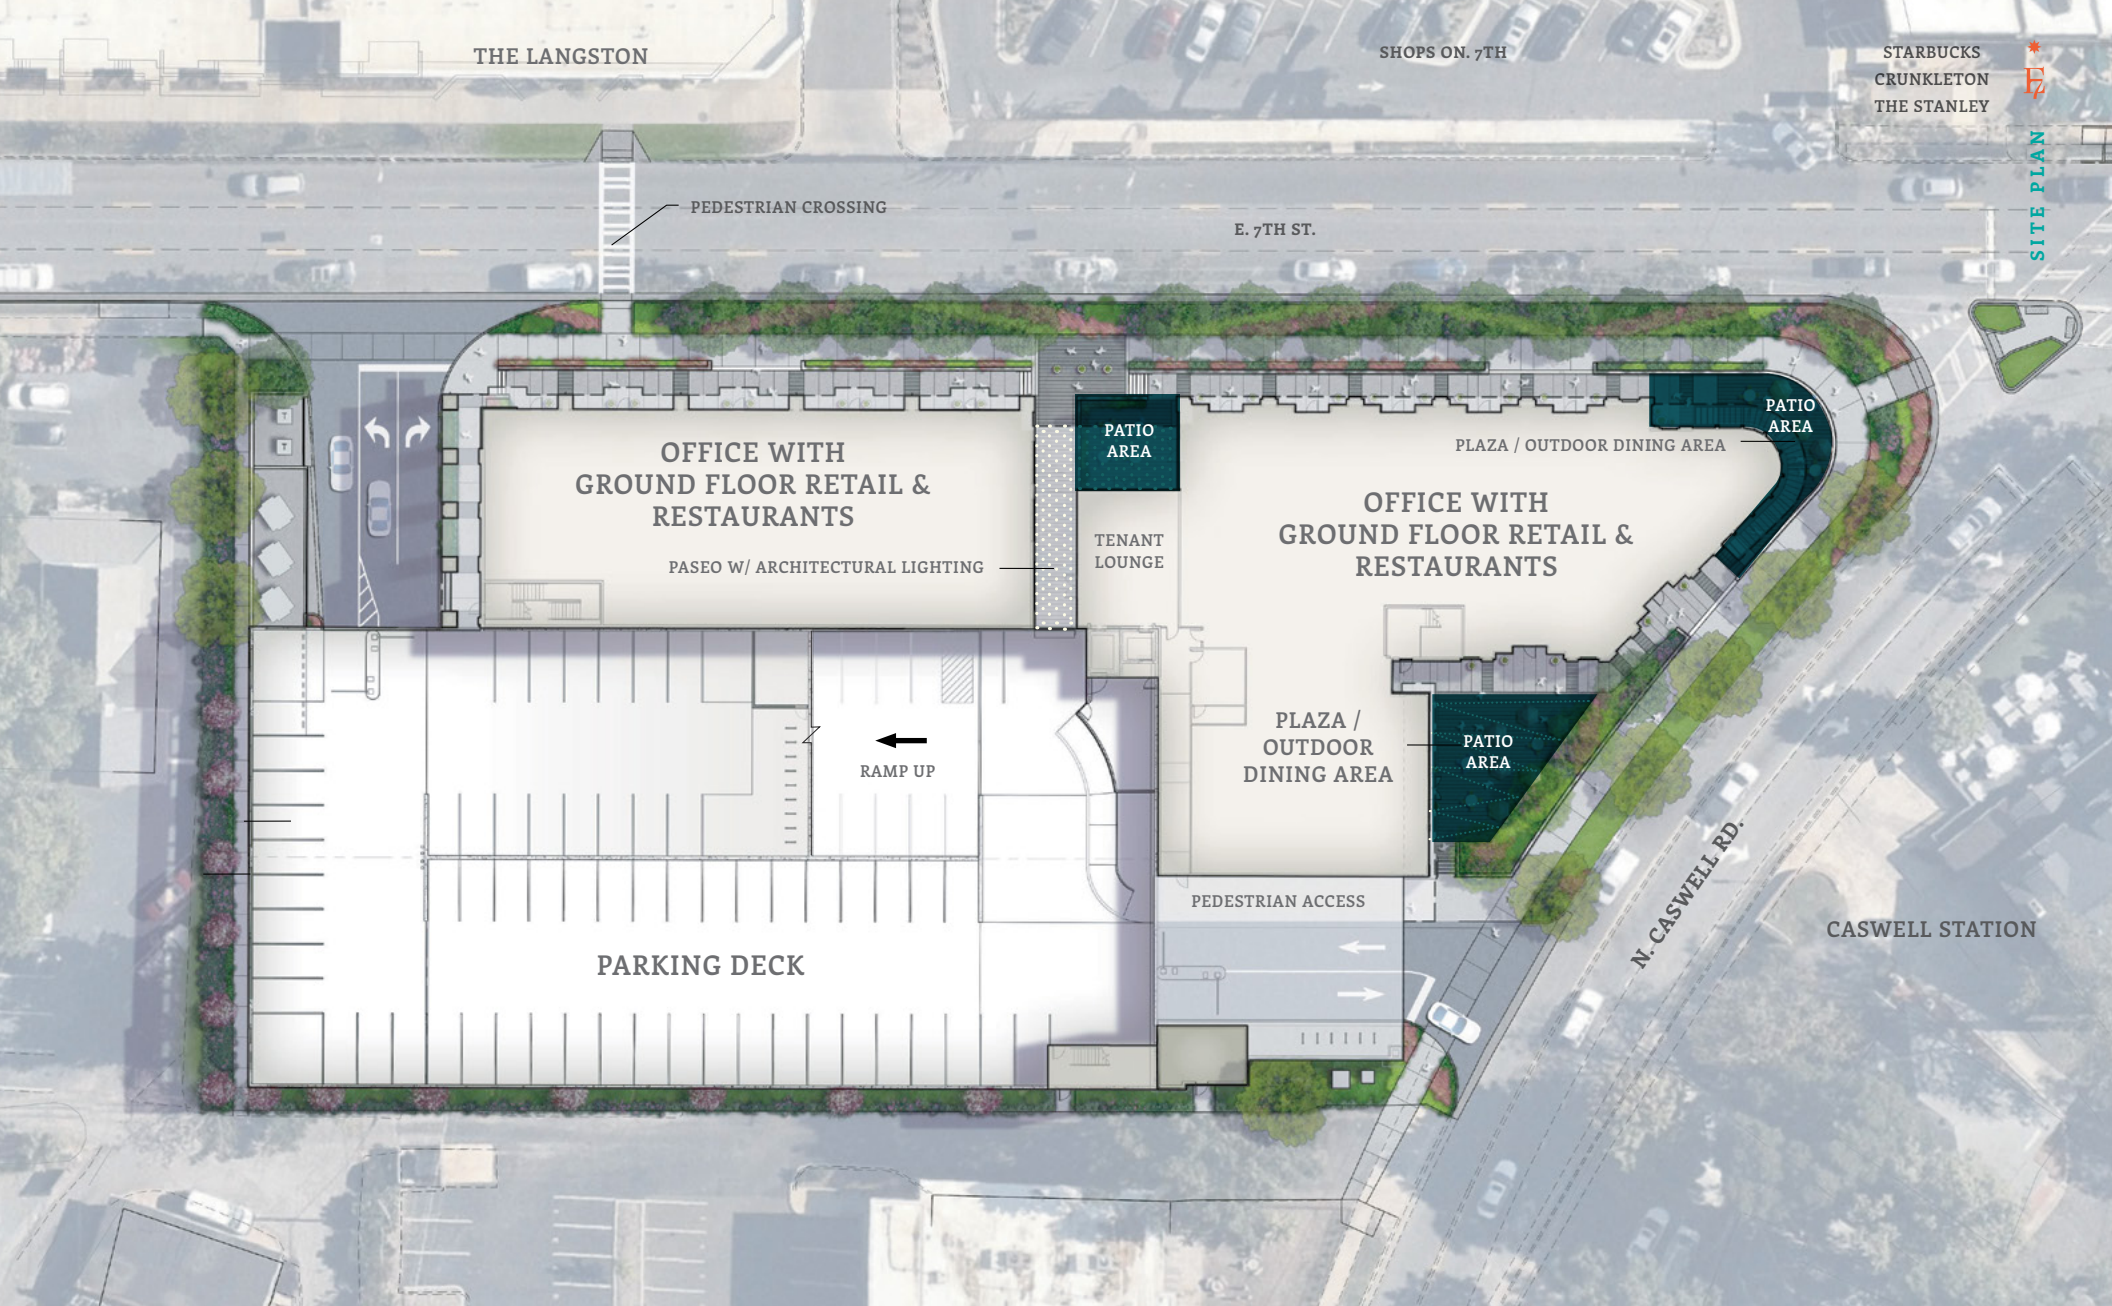 THE LANGSTON
SHOPS ON. 7TH
STARBUCKS
CRUNKLETON
THE STANLEY
E7
SITE PLAN
PEDESTRIAN CROSSING
E. 7TH ST.
PATIO
AREA
PATIO
AREA
PLAZA / OUTDOOR DINING AREA
OFFICE WITH
GROUND FLOOR RETAIL &
RESTAURANTS
OFFICE WITH
GROUND FLOOR RETAIL &
RESTAURANTS
PASEO W/ ARCHITECTURAL LIGHTING
TENANT
LOUNGE
T
T
PLAZA /
OUTDOOR
DINING AREA
PATIO
AREA
RAMP UP
PEDESTRIAN ACCESS
N. CASWELL RD.
CASWELL STATION
PARKING DECK